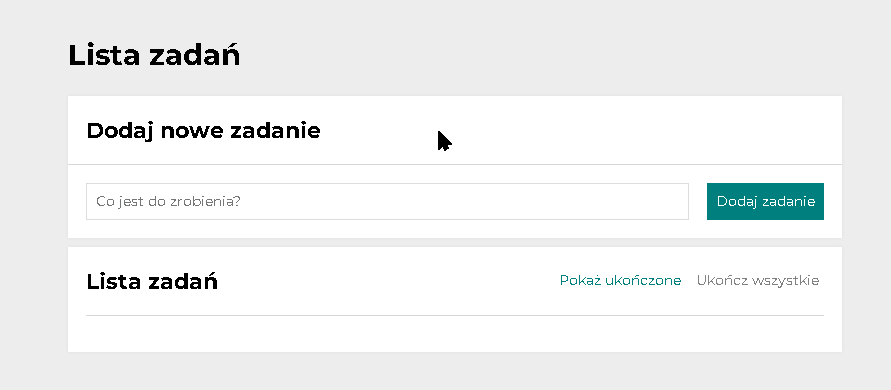 Lista zadań
Dodaj nowe zadanie
Co jest do zrobienia? Dodaj zadanie
Lista zadań Pokaż ukończone Ukończ wszystkie